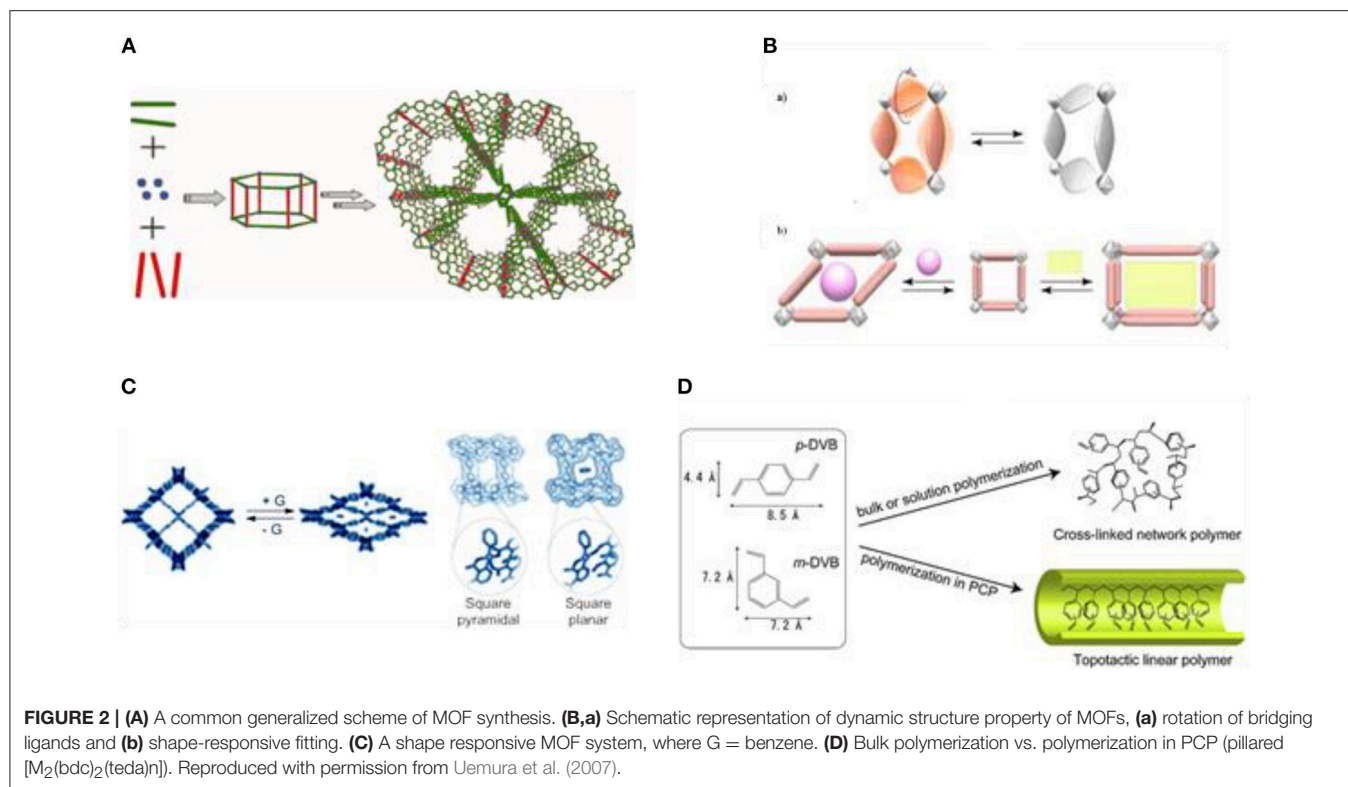 A
+
+
B
a)
b)
C
+ G
- G
Square
pyramidal
Square
planar
D
p-DVB
4.4 Å
8.5 Å
m-DVB
7.2 Å
7.2 Å
bulk or solution polymerization
Cross-linked network polymer
polymerization in PCP
Topotactic linear polymer
FIGURE 2 | (A) A common generalized scheme of MOF synthesis. (B,a) Schematic representation of dynamic structure property of MOFs, (a) rotation of bridging
ligands and (b) shape-responsive fitting. (C) A shape responsive MOF system, where G = benzene. (D) Bulk polymerization vs. polymerization in PCP (pillared
[M₂(bdc)₂(teda)n]). Reproduced with permission from Uemura et al. (2007).